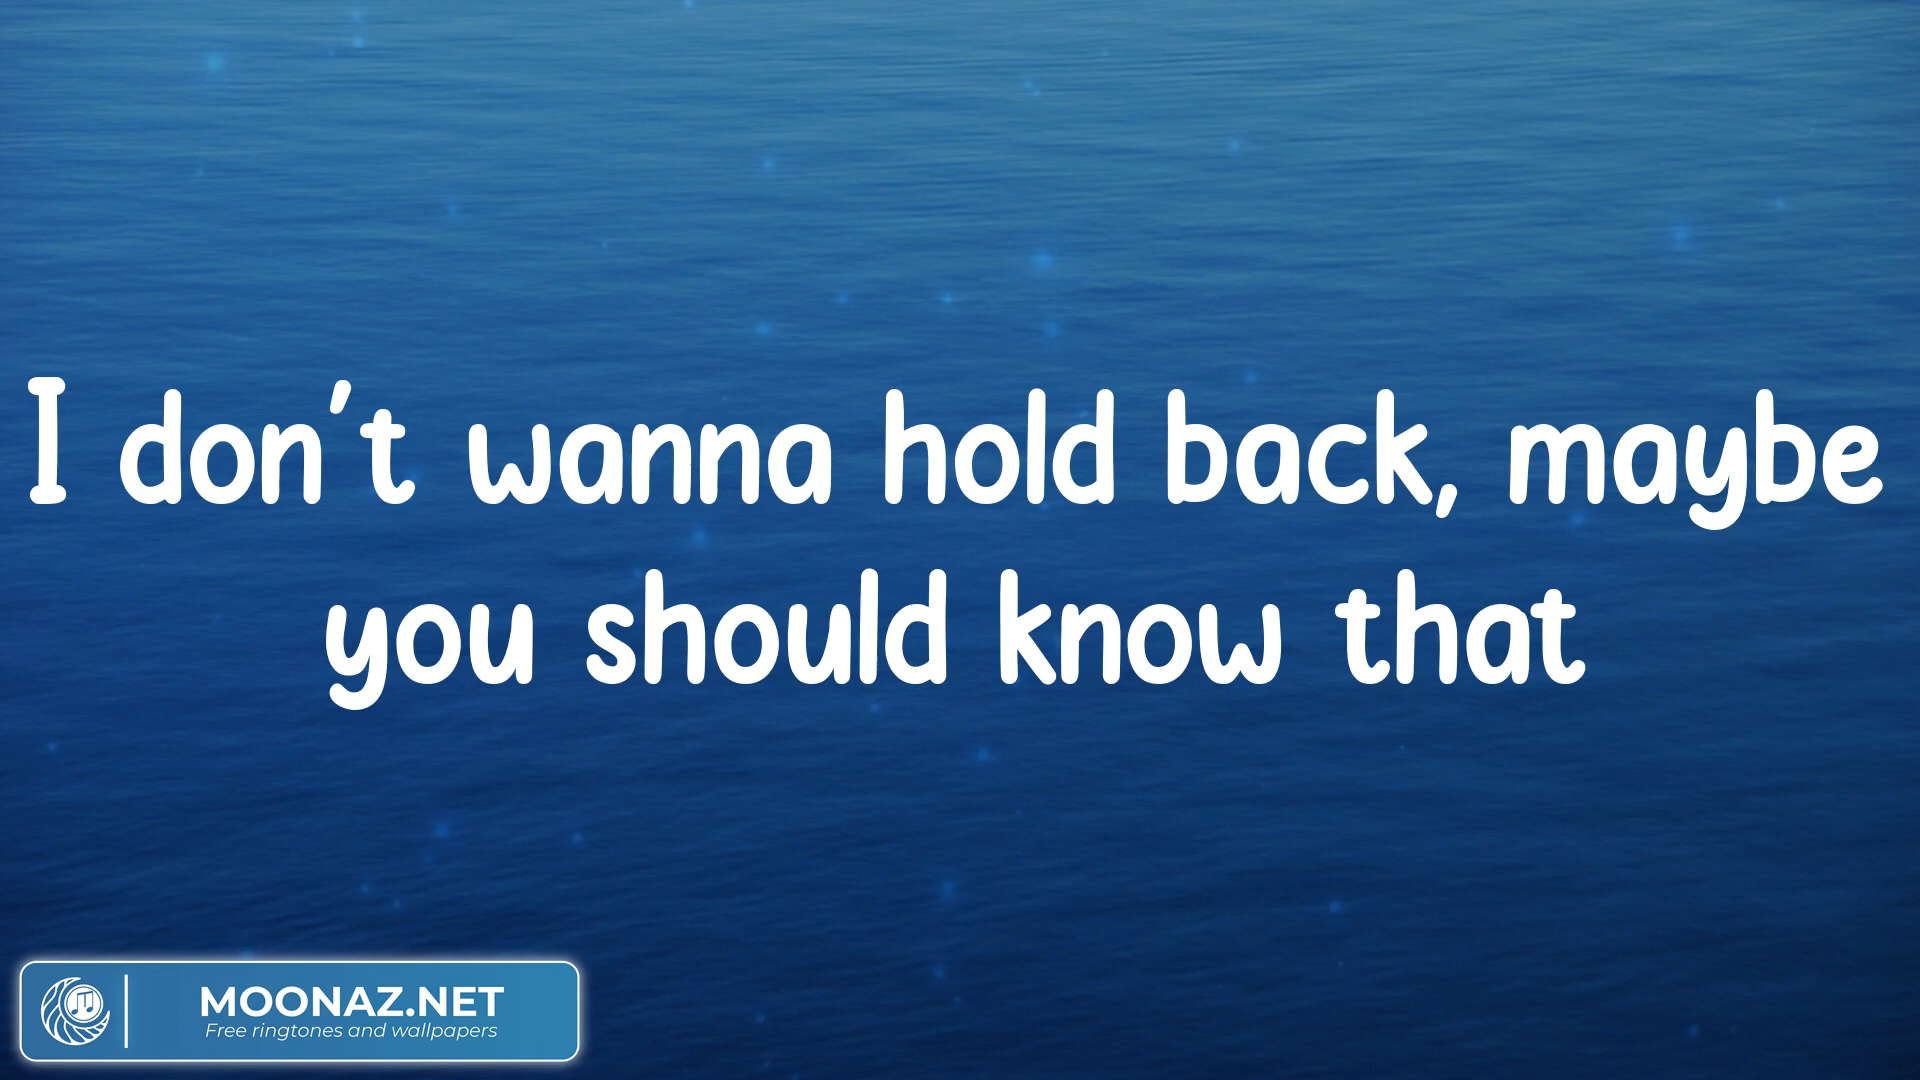 I don't wanna hold back, maybe
you should know that
MOONAZ.NET
Free ringtones and wallpapers